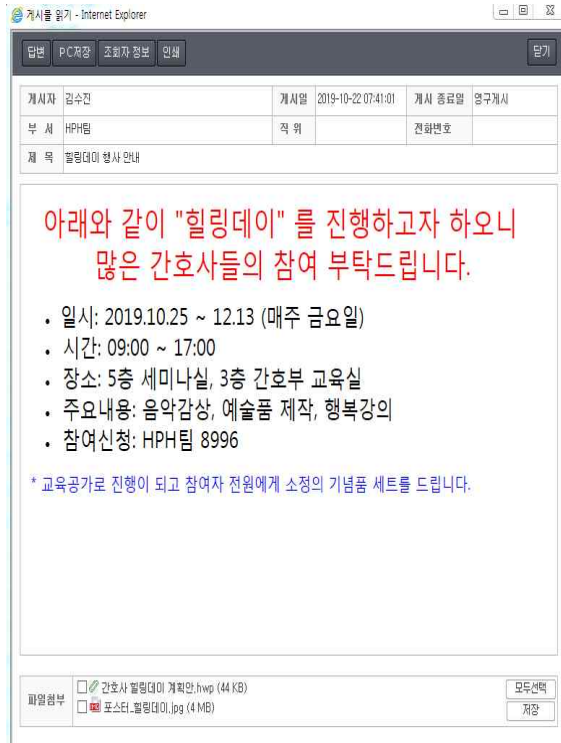 게시물 읽기 - Internet Explorer
답변 PC저장 조회자 정보 인쇄 닫기
게시자 김수진 게시일 2019-10-22 07:41:01 게시 종료일 영구게시
부 서 HPH팀 직 위 전화번호
제 목 힐링데이 행사 안내
아래와 같이 "힐링데이" 를 진행하고자 하오니
많은 간호사들의 참여 부탁드립니다.
• 일시: 2019.10.25 ~ 12.13 (매주 금요일)
• 시간: 09:00 ~ 17:00
• 장소: 5층 세미나실, 3층 간호부 교육실
• 주요내용: 음악감상, 예술품 제작, 행복강의
• 참여신청: HPH팀 8996
* 교육공가로 진행이 되고 참여자 전원에게 소정의 기념품 세트를 드립니다.
파일첨부
간호사 힐링데이 계획안.hwp (44 KB)
포스터_힐링데이.jpg (4 MB)
모두선택
저장